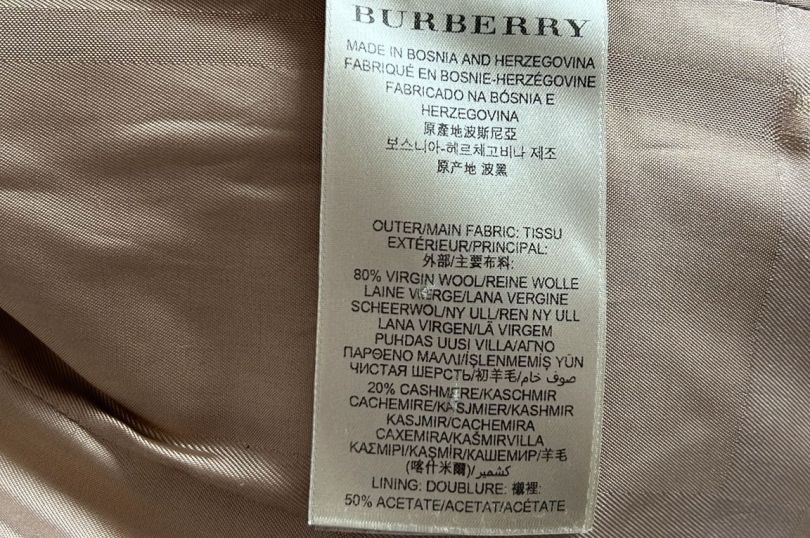 BURBERRY
MADE IN BOSNIA AND HERZEGOVINA
FABRIQUÉ EN BOSNIE-HERZÉGOVINE
FABRICADO NA BÓSNIA E
HERZEGOVINA
原產地波斯尼亞
보스니아-헤르체고비나 제조
原产地 波黑
OUTER/MAIN FABRIC: TISSU
EXTÉRIEUR/PRINCIPAL:
外部/主要布料:
80% VIRGIN WOOL/REINE WOLLE
LAINE VIERGE/LANA VERGINE
SCHEERWOL/NY ULL/REN NY ULL
LANA VIRGEN/LÃ VIRGEM
PUHDAS UUSI VILLA/ΑΓΝΟ
ΠΑΡΘΕΝΟ ΜΑΛΛΙ/İŞLENMEMİŞ YÜN
ЧИСТАЯ ШЕРСТЬ/初羊毛/صوف خام/
20% CASHMERE/KASCHMIR
CACHEMIRE/KASJMIER/KASHMIR
KASMIR/CACHEMIRA
CAXEMIRA/KAŠMIRVILLA
ΚΑΣΜΙΡΙ/KAŞMİR/КАШЕМИР/羊毛
(喀什米爾)/كشمير
LINING: DOUBLURE: 襯裡:
50% ACETATE/ACETAT/ACÉTATE